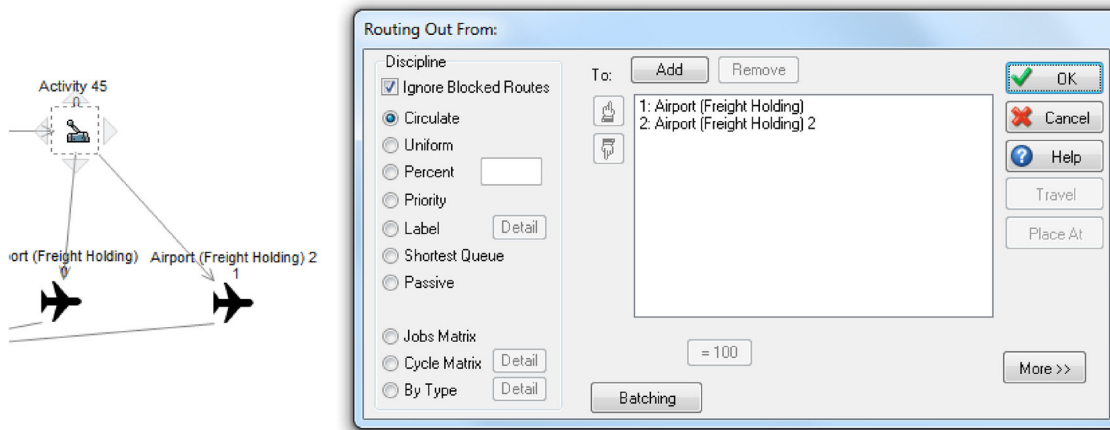 Activity 45
0
ort (Freight Holding)
0
Airport (Freight Holding) 2
1
Routing Out From:
Discipline
Ignore Blocked Routes
Circulate
Uniform
Percent
Priority
Label
Detail
Shortest Queue
Passive
Jobs Matrix
Cycle Matrix
Detail
By Type
Detail
To:
Add
Remove
1: Airport (Freight Holding)
2: Airport (Freight Holding) 2
= 100
Batching
OK
Cancel
Help
Travel
Place At
More >>